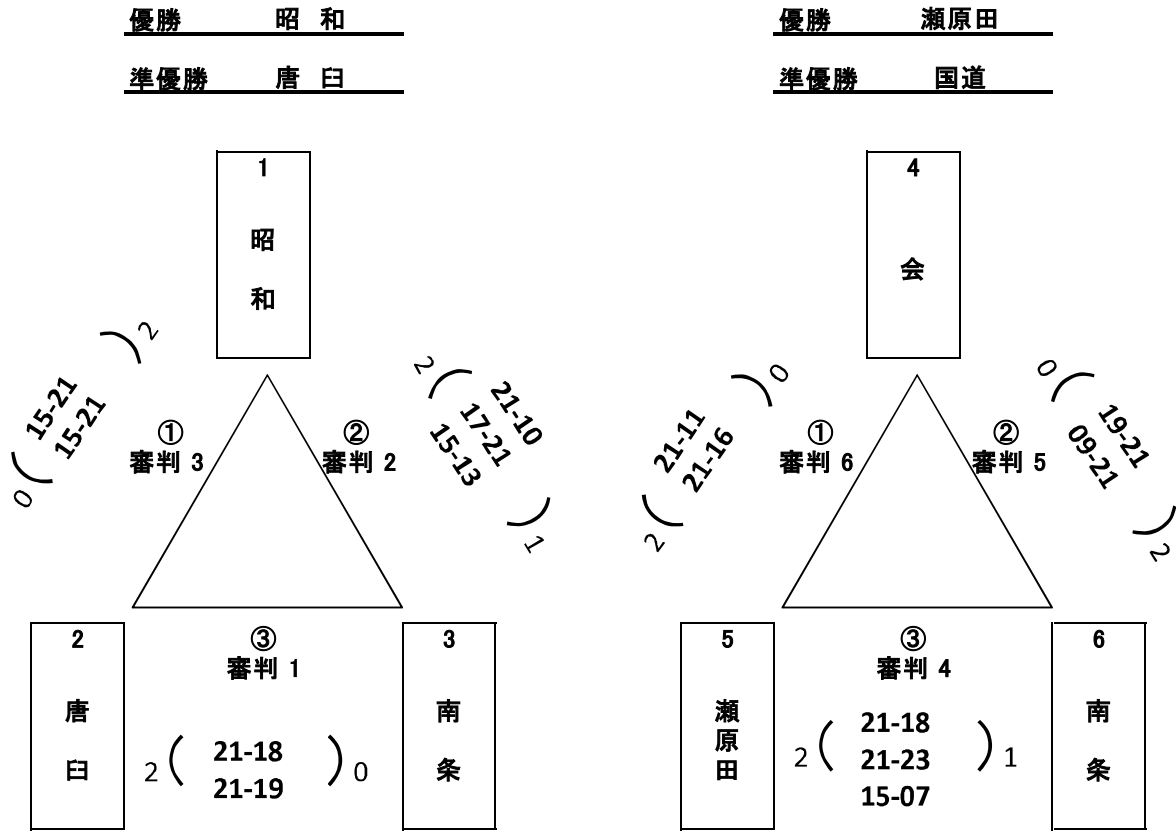 優勝 昭 和
準優勝 唐 臼
1
昭
和
0 ( 15-21 ) 2
15-21
①
審判 3
②
審判 2
2 ( 21-10 ) 1
17-21
15-13
2
唐
臼
③
審判 1
2 ( 21-18 ) 0
21-19
3
南
条
優勝 瀬原田
準優勝 国道
4
会
2 ( 21-11 ) 0
21-16
①
審判 6
②
審判 5
0 ( 19-21 ) 2
09-21
5
瀬
原
田
③
審判 4
2 ( 21-18 ) 1
21-23
15-07
6
南
条